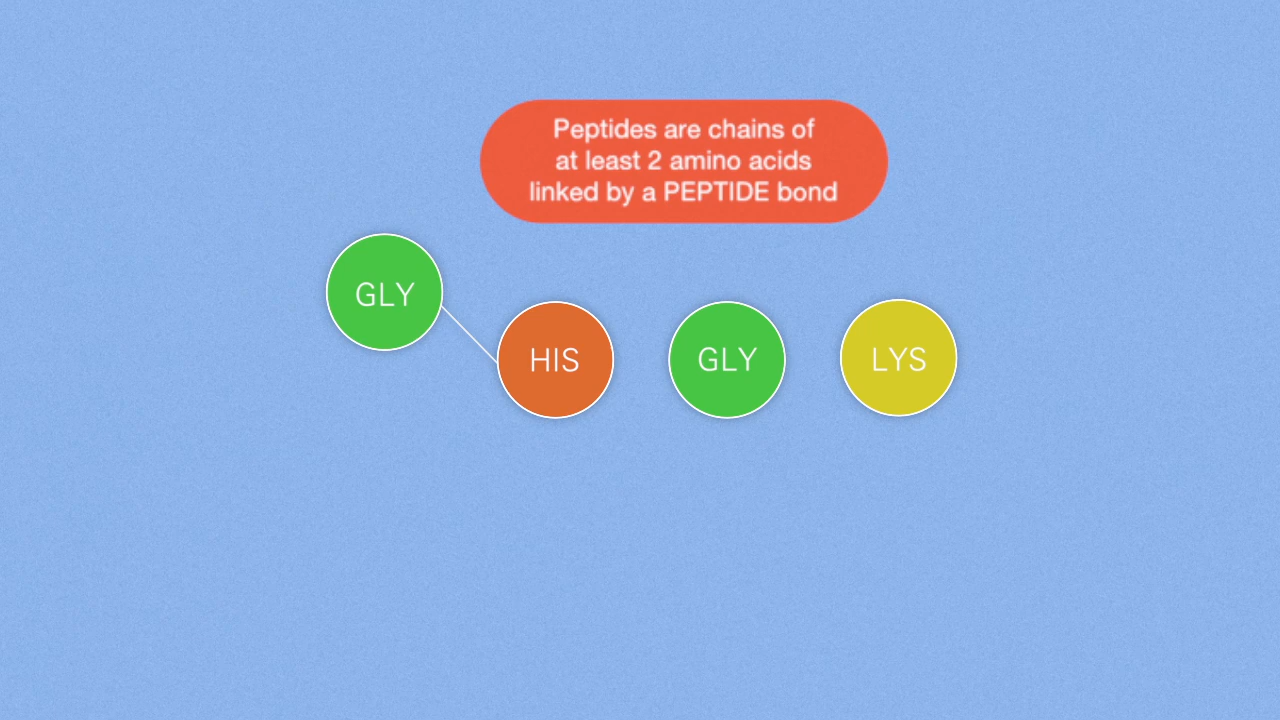 Peptides are chains of
at least 2 amino acids
linked by a PEPTIDE bond
GLY
HIS
GLY
LYS